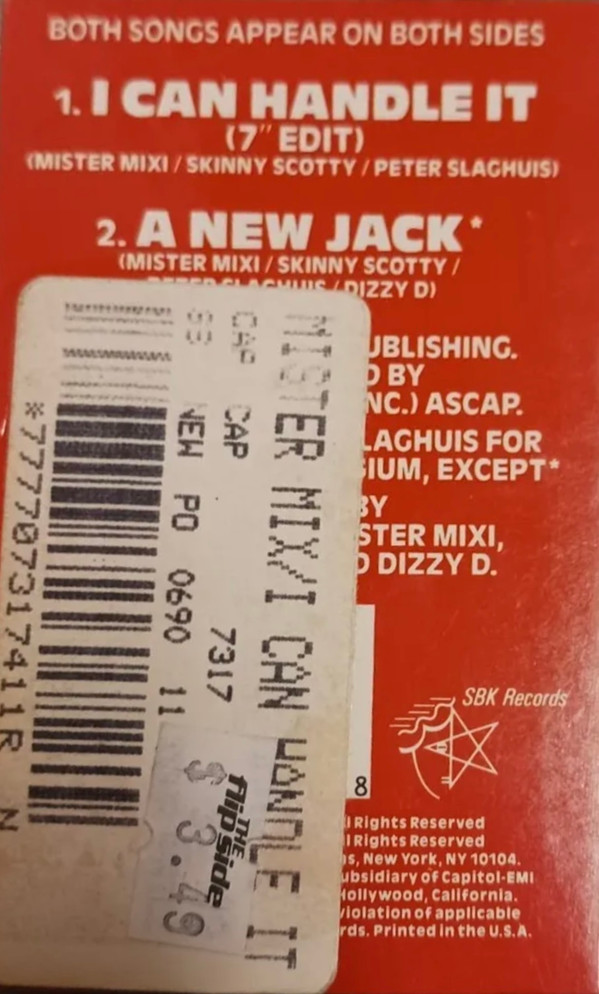 BOTH SONGS APPEAR ON BOTH SIDES
1. I CAN HANDLE IT
(7" EDIT)
(MISTER MIXI / SKINNY SCOTTY / PETER SLAGHUIS)
2. A NEW JACK*
(MISTER MIXI / SKINNY SCOTTY /
PETER SLAGHUIS / DIZZY D)
UBLISHING.
D BY
NC.) ASCAP.
LAGHUIS FOR
IUM, EXCEPT*
BY
STER MIXI,
D DIZZY D.
SBK Records
8
l Rights Reserved
l Rights Reserved
s, New York, NY 10104.
ubsidiary of Capitol-EMI
Hollywood, California.
violation of applicable
rds. Printed in the U.S.A.
MISTER MIX/I CAN HANDLE IT
CAP CAP 7317
NEW PO 0690 11
*777707317411R N
THE
flip side
$ 3.49